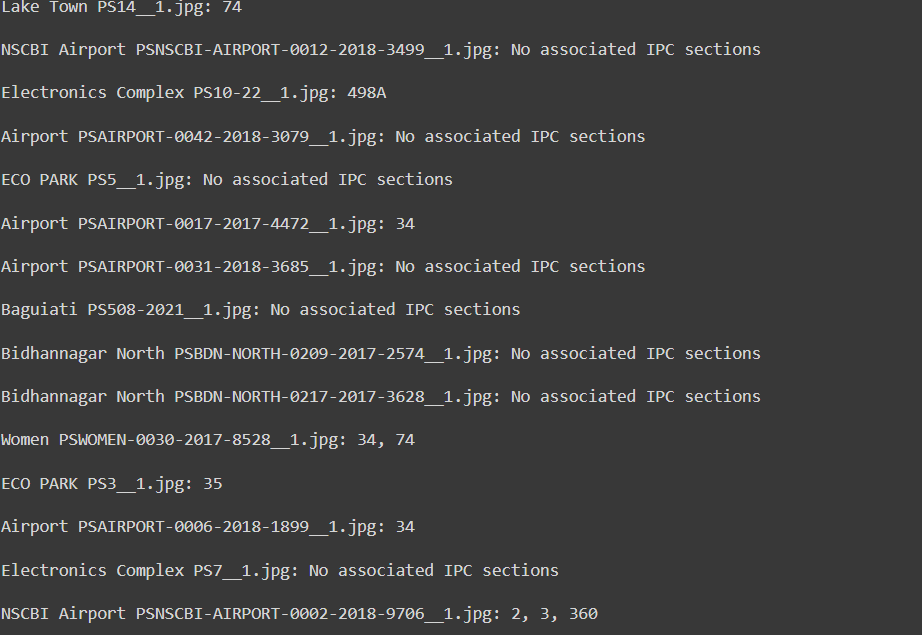 Lake Town PS14__1.jpg: 74
NSCBI Airport PSNSCBI-AIRPORT-0012-2018-3499__1.jpg: No associated IPC sections
Electronics Complex PS10-22__1.jpg: 498A
Airport PSAIRPORT-0042-2018-3079__1.jpg: No associated IPC sections
ECO PARK PS5__1.jpg: No associated IPC sections
Airport PSAIRPORT-0017-2017-4472__1.jpg: 34
Airport PSAIRPORT-0031-2018-3685__1.jpg: No associated IPC sections
Baguiati PS508-2021__1.jpg: No associated IPC sections
Bidhannagar North PSBDN-NORTH-0209-2017-2574__1.jpg: No associated IPC sections
Bidhannagar North PSBDN-NORTH-0217-2017-3628__1.jpg: No associated IPC sections
Women PSWOMEN-0030-2017-8528__1.jpg: 34, 74
ECO PARK PS3__1.jpg: 35
Airport PSAIRPORT-0006-2018-1899__1.jpg: 34
Electronics Complex PS7__1.jpg: No associated IPC sections
NSCBI Airport PSNSCBI-AIRPORT-0002-2018-9706__1.jpg: 2, 3, 360